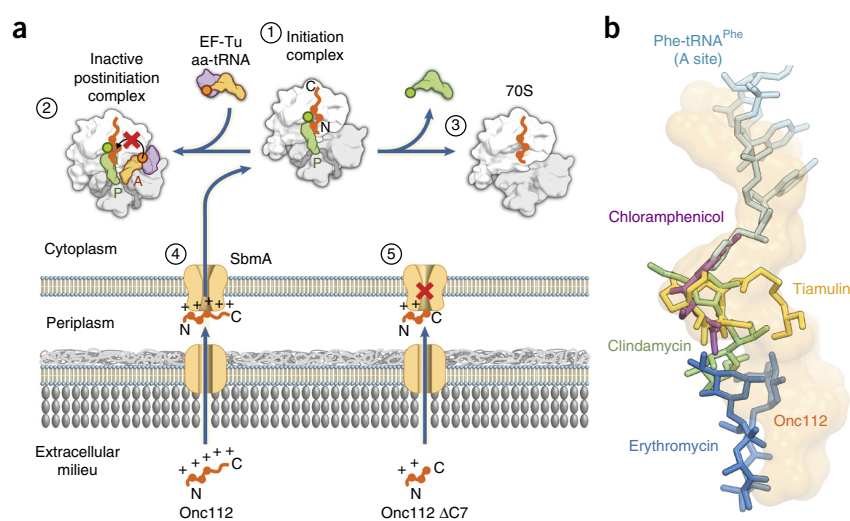 a
Inactive
postinitiation
complex
EF-Tu
aa-tRNA
1
Initiation
complex
2
C
N
P
3
70S
P
A
Cytoplasm
4
SbmA
5
+ + + + + +
N
C
+ +
N
C
Periplasm
Extracellular
milieu
+ + + + + +
N
C
Onc112
+ +
N
C
Onc112 ΔC7
b
Phe-tRNA^Phe
(A site)
Chloramphenicol
Tiamulin
Clindamycin
Onc112
Erythromycin